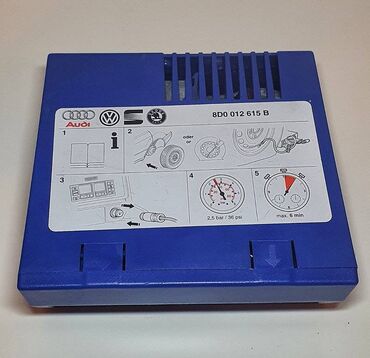 Audi
8D0 012 615 B
1
i
2
oder
or
3
4
2,5 bar / 36 psi
5
max. 6 min